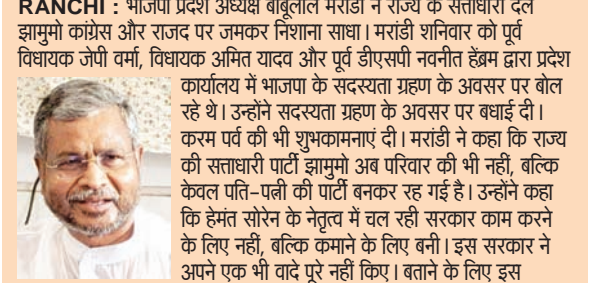 RANCHI : भाजपा प्रदेश अध्यक्ष बाबूलाल मरांडी ने राज्य के सत्ताधारी दल
झामुमो कांग्रेस और राजद पर जमकर निशाना साधा। मरांडी शनिवार को पूर्व
विधायक जेपी वर्मा, विधायक अमित यादव और पूर्व डीएसपी नवनीत हेंब्रम द्वारा प्रदेश
कार्यालय में भाजपा के सदस्यता ग्रहण के अवसर पर बोल
रहे थे। उन्होंने सदस्यता ग्रहण के अवसर पर बधाई दी।
करम पर्व की भी शुभकामनाएं दी। मरांडी ने कहा कि राज्य
की सत्ताधारी पार्टी झामुमो अब परिवार की भी नहीं, बल्कि
केवल पति-पत्नी की पार्टी बनकर रह गई है। उन्होंने कहा
कि हेमंत सोरेन के नेतृत्व में चल रही सरकार काम करने
के लिए नहीं, बल्कि कमाने के लिए बनी। इस सरकार ने
अपने एक भी वादे पूरे नहीं किए। बताने के लिए इस